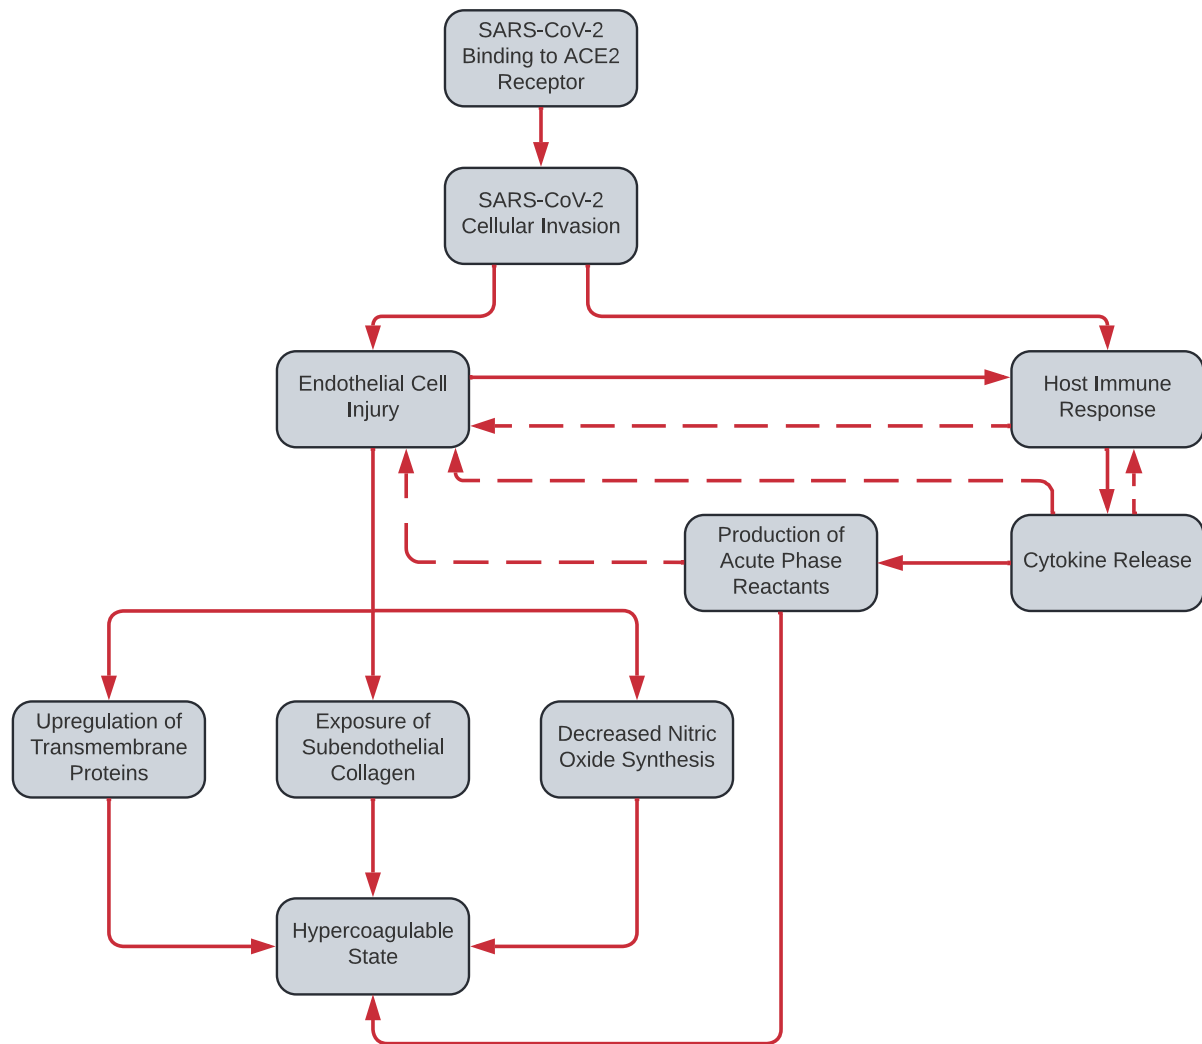 SARS-CoV-2
Binding to ACE2
Receptor
SARS-CoV-2
Cellular Invasion
Endothelial Cell
Injury
Host Immune
Response
Production of
Acute Phase
Reactants
Cytokine Release
Upregulation of
Transmembrane
Proteins
Exposure of
Subendothelial
Collagen
Decreased Nitric
Oxide Synthesis
Hypercoagulable
State